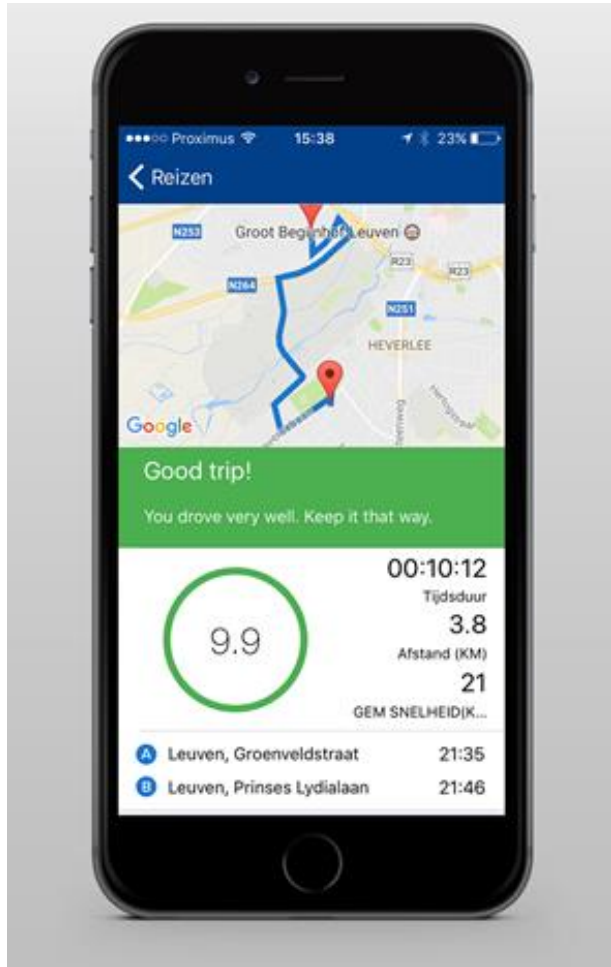 Proximus 15:38 23%
Reizen
N253 Groot Begijnhof Leuven
R23 R23
N264
N251
HEVERLEE
Google
Good trip!
You drove very well. Keep it that way.
00:10:12
Tijdsduur
9.9
3.8
Afstand (KM)
21
GEM SNELHEID(K...
A Leuven, Groenveldstraat 21:35
B Leuven, Prinses Lydialaan 21:46